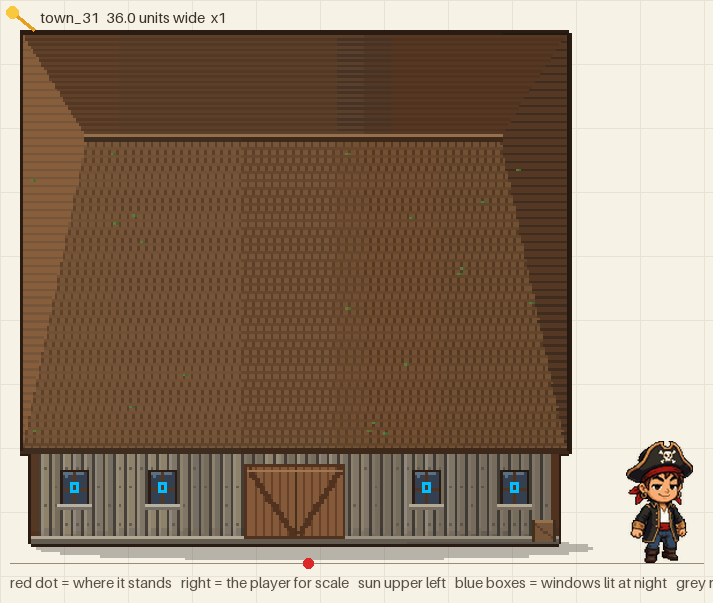 town_31 36.0 units wide x1
red dot = where it stands right = the player for scale sun upper left blue boxes = windows lit at night grey